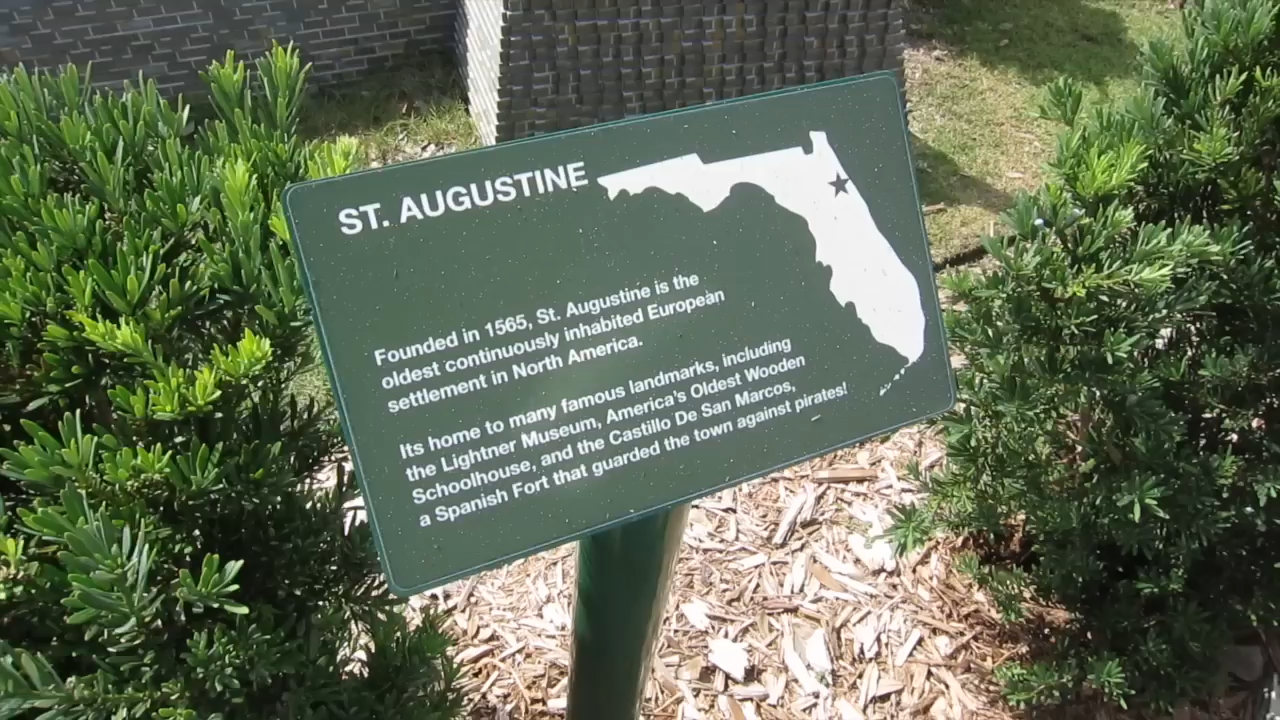 ST. AUGUSTINE
Founded in 1565, St. Augustine is the
oldest continuously inhabited European
settlement in North America.
Its home to many famous landmarks, including
the Lightner Museum, America's Oldest Wooden
Schoolhouse, and the Castillo De San Marcos,
a Spanish Fort that guarded the town against pirates!